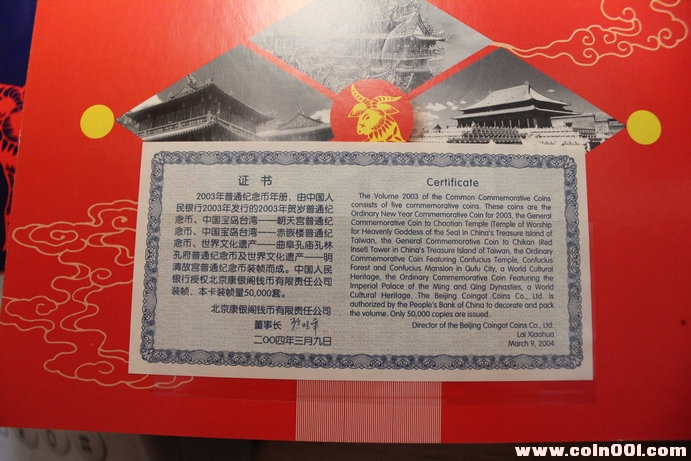 证 书
2003年普通纪念币年册，由中国人
民银行2003年发行的2003年贺岁普通纪
念币、中国宝岛台湾——朝天宫普通纪
念币、中国宝岛台湾——赤嵌楼普通纪
念币、世界文化遗产——曲阜孔庙孔林
孔府普通纪念币及世界文化遗产——明
清故宫普通纪念币装帧而成。中国人民银
行授权北京康银阁钱币有限责任公司
装帧，本卡装帧量50,000套。
北京康银阁钱币有限责任公司
董事长
二〇〇四年三月九日
Certificate
The Volume 2003 of the Common Commemorative Coins
consists of five commemorative coins. These coins are the
Ordinary New Year Commemorative Coin for 2003, the General
Commemorative Coin to Chaotian Temple (Temple of Worship
for Heavenly Goddess of the Sea) in China's Treasure Island of
Taiwan, the General Commemorative Coin to Chikan (Red
Inset) Tower in China's Treasure Island of Taiwan, the Ordinary
Commemorative Coin Featuring Confucius Temple, Confucius
Forest and Confucius Mansion in Qufu City, a World Cultural
Heritage, the Ordinary Commemorative Coin Featuring the
Imperial Palace of the Ming and Qing Dynasties, a World
Cultural Heritage. The Beijing Coingot Coins Co., Ltd. is
authorized by the People's Bank of China to decorate and pack
the volume. Only 50,000 copies are issued.
Director of the Beijing Coingot Coins Co., Ltd.
Lai Xiaohua
March 9, 2004
www.coin001.com